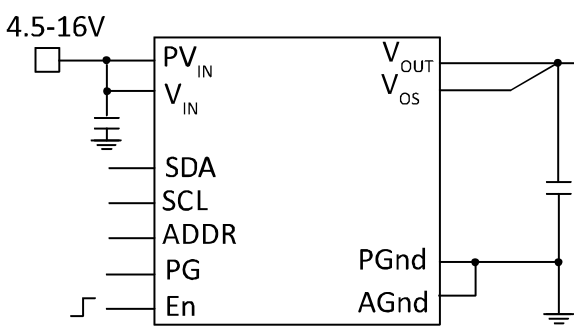 4.5-16V
PVIN
VIN
SDA
SCL
ADDR
PG
En
VOUT
VOS
PGnd
AGnd